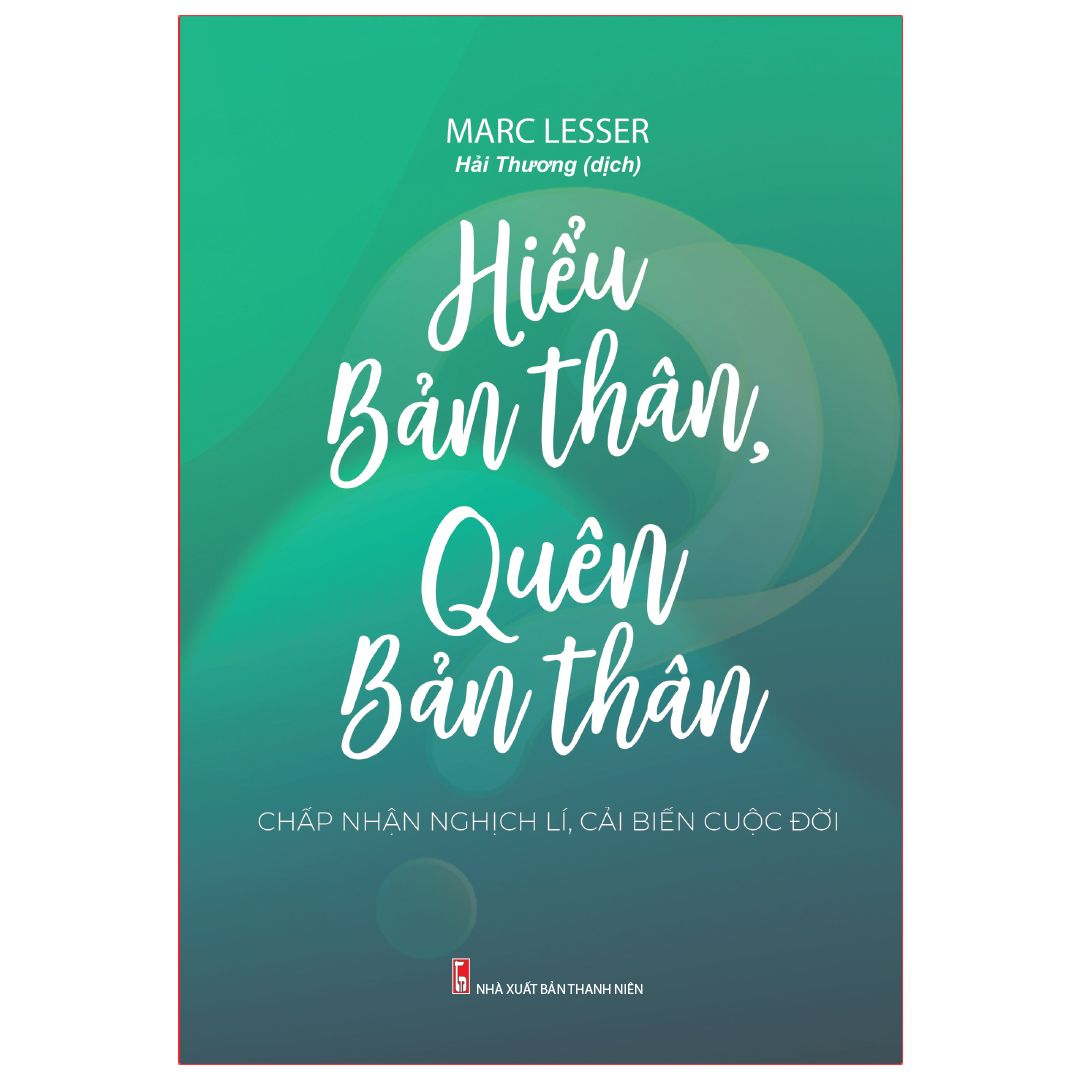 MARC LESSER
Hải Thương (dịch)
Hiểu
Bản thân,
Quên
Bản thân
CHẤP NHẬN NGHỊCH LÍ, CẢI BIẾN CUỘC ĐỜI
NHÀ XUẤT BẢN THANH NIÊN